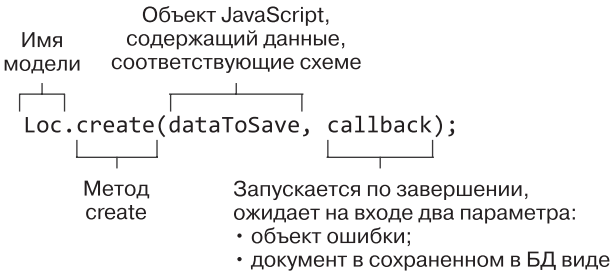 Объект JavaScript,
Имя содержащий данные,
модели соответствующие схеме
Loc.create(dataToSave, callback);
Метод Запускается по завершении,
create ожидает на входе два параметра:
• объект ошибки;
• документ в сохраненном в БД виде